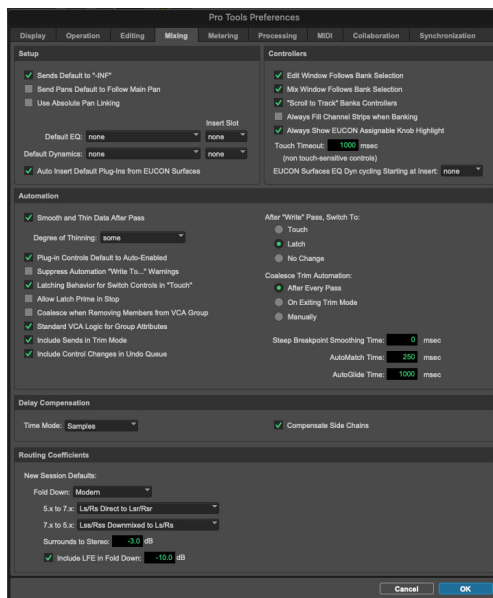 Pro Tools Preferences
Display Operation Editing Mixing Metering Processing MIDI Collaboration Synchronization
Setup
Sends Default to "-INF"
Send Pans Default to Follow Main Pan
Use Absolute Pan Linking
Insert Slot
Default EQ: none none
Default Dynamics: none none
Auto Insert Default Plug-Ins from EUCON Surfaces
Controllers
Edit Window Follows Bank Selection
Mix Window Follows Bank Selection
"Scroll to Track" Banks Controllers
Always Fill Channel Strips when Banking
Always Show EUCON Assignable Knob Highlight
Touch Timeout: 1000 msec
(non touch-sensitive controls)
EUCON Surfaces EQ Dyn cycling Starting at Insert: none
Automation
Smooth and Thin Data After Pass
Degree of Thinning: some
Plug-in Controls Default to Auto-Enabled
Suppress Automation "Write To..." Warnings
Latching Behavior for Switch Controls in "Touch"
Allow Latch Prime in Stop
Coalesce when Removing Members from VCA Group
Standard VCA Logic for Group Attributes
Include Sends in Trim Mode
Include Control Changes in Undo Queue
After "Write" Pass, Switch To:
Touch
Latch
No Change
Coalesce Trim Automation:
After Every Pass
On Exiting Trim Mode
Manually
Steep Breakpoint Smoothing Time: 0 msec
AutoMatch Time: 250 msec
AutoGlide Time: 1000 msec
Delay Compensation
Time Mode: Samples
Compensate Side Chains
Routing Coefficients
New Session Defaults:
Fold Down: Modern
5.x to 7.x: Ls/Rs Direct to Lsr/Rsr
7.x to 5.x: Lss/Rss Downmixed to Ls/Rs
Surrounds to Stereo: -3.0 dB
Include LFE in Fold Down: -10.0 dB
Cancel OK